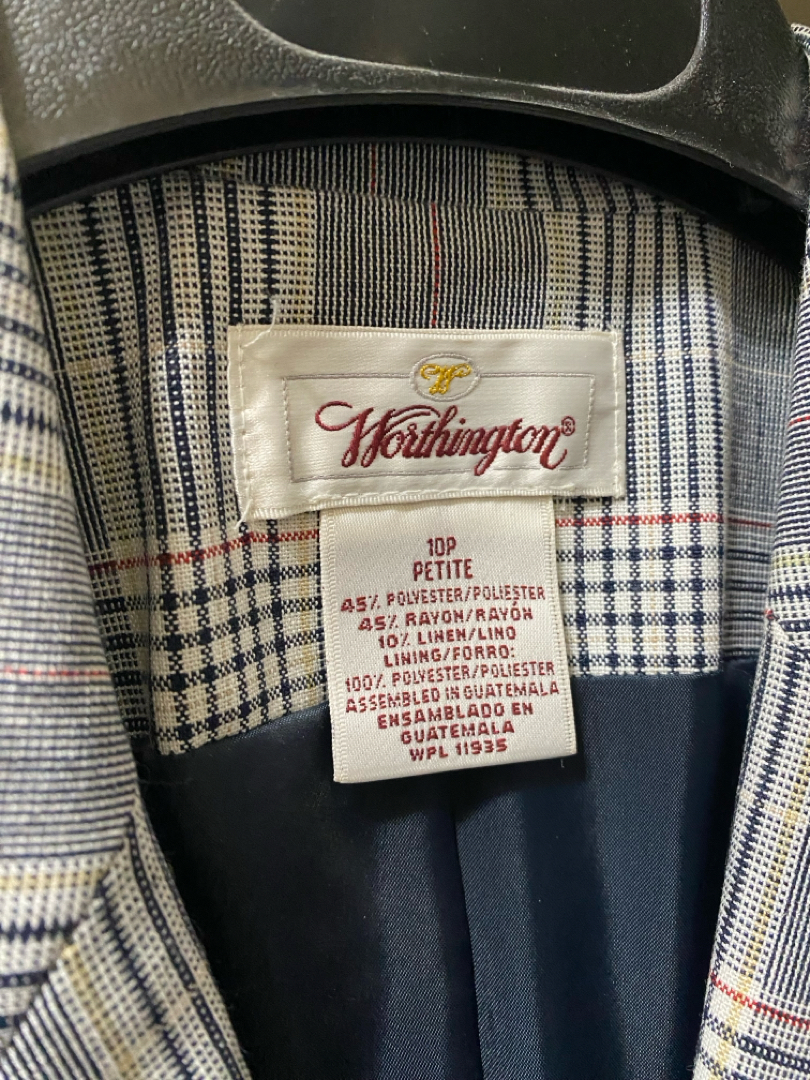 W
Worthington®
10P
PETITE
45% POLYESTER/POLIESTER
45% RAYON/RAYÓN
10% LINEN/LINO
LINING/FORRO:
100% POLYESTER/POLIESTER
ASSEMBLED IN GUATEMALA
ENSAMBLADO EN
GUATEMALA
WPL 11935